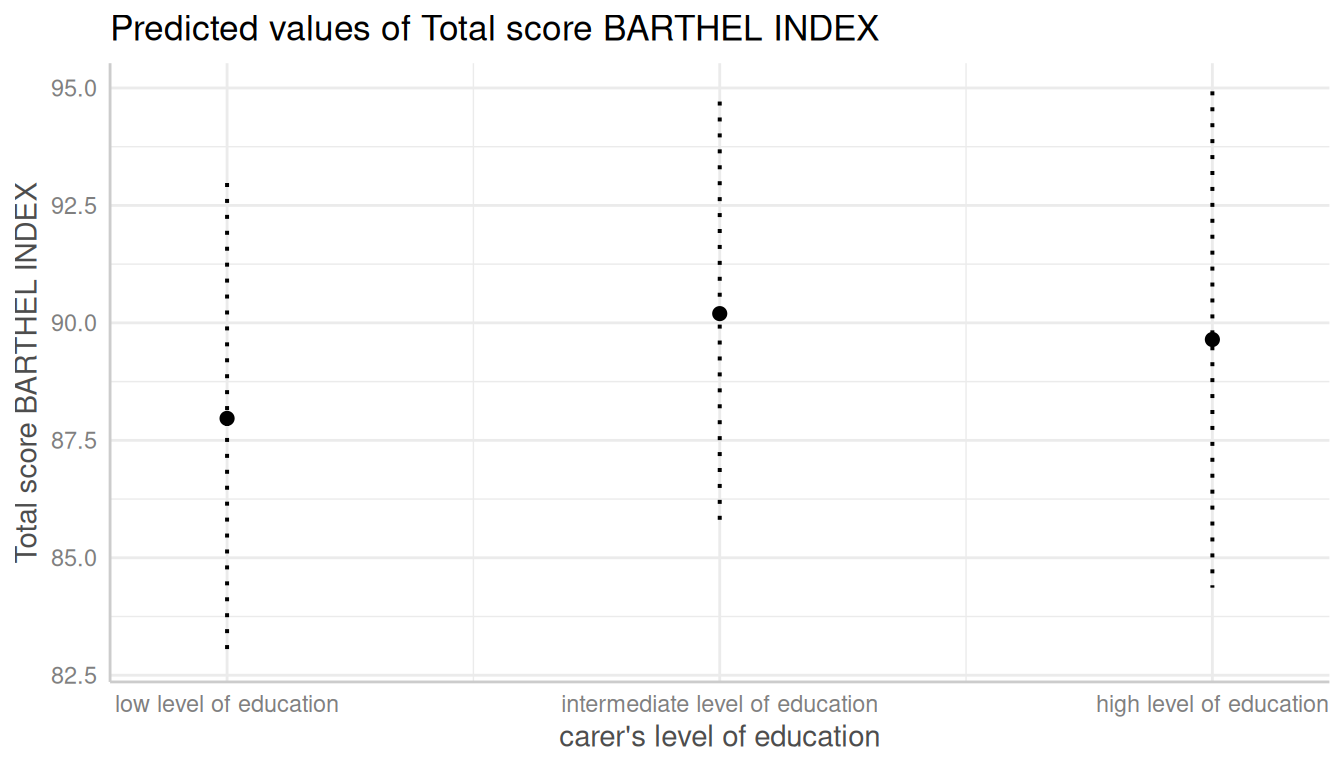 Predicted values of Total score BARTHEL INDEX
Total score BARTHEL INDEX
95.0
92.5
90.0
87.5
85.0
82.5
low level of education
intermediate level of education
high level of education
carer's level of education